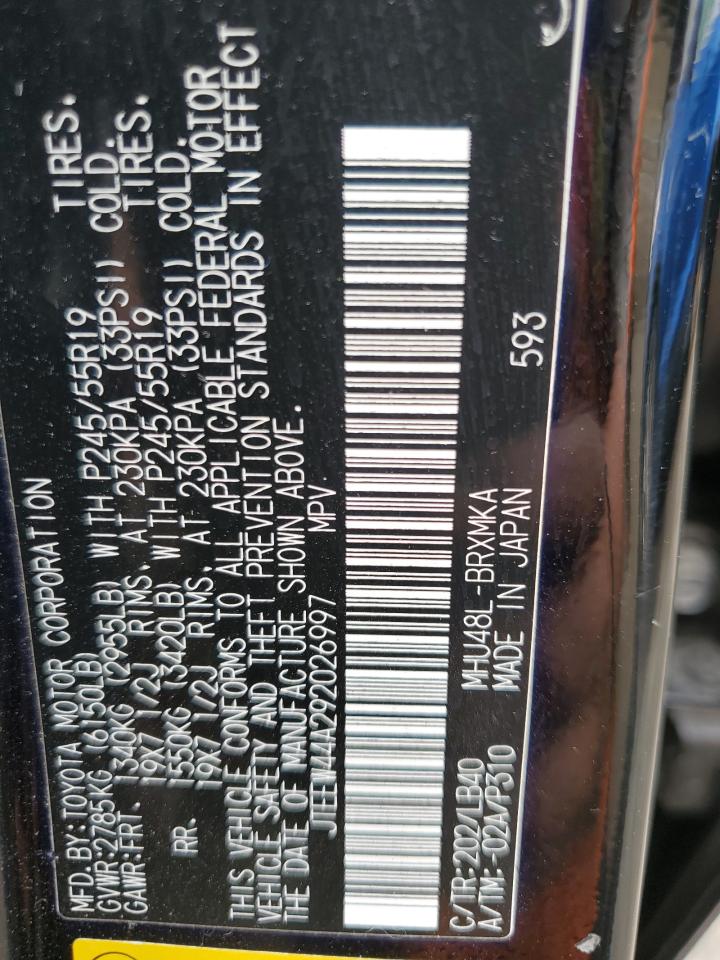 MFD. BY: TOYOTA MOTOR CORPORATION
GVWR: 2785KG (6150LB)
GAWR: FRT. 1340KG (2955LB) WITH P245/55R19 TIRES.
19X7 1/2J RIMS. AT 230KPA (33PSI) COLD.
RR. 1550KG (3420LB) WITH P245/55R19 TIRES.
19X7 1/2J RIMS. AT 230KPA (33PSI) COLD.
THIS VEHICLE CONFORMS TO ALL APPLICABLE FEDERAL MOTOR
VEHICLE SAFETY AND THEFT PREVENTION STANDARDS IN EFFECT
THE DATE OF MANUFACTURE SHOWN ABOVE.
JTEEW44A292026997 MPV
C/TR: 202/LB40 MHU48L-BRXMKA
A/TM: -02A/P310 MADE IN JAPAN
593